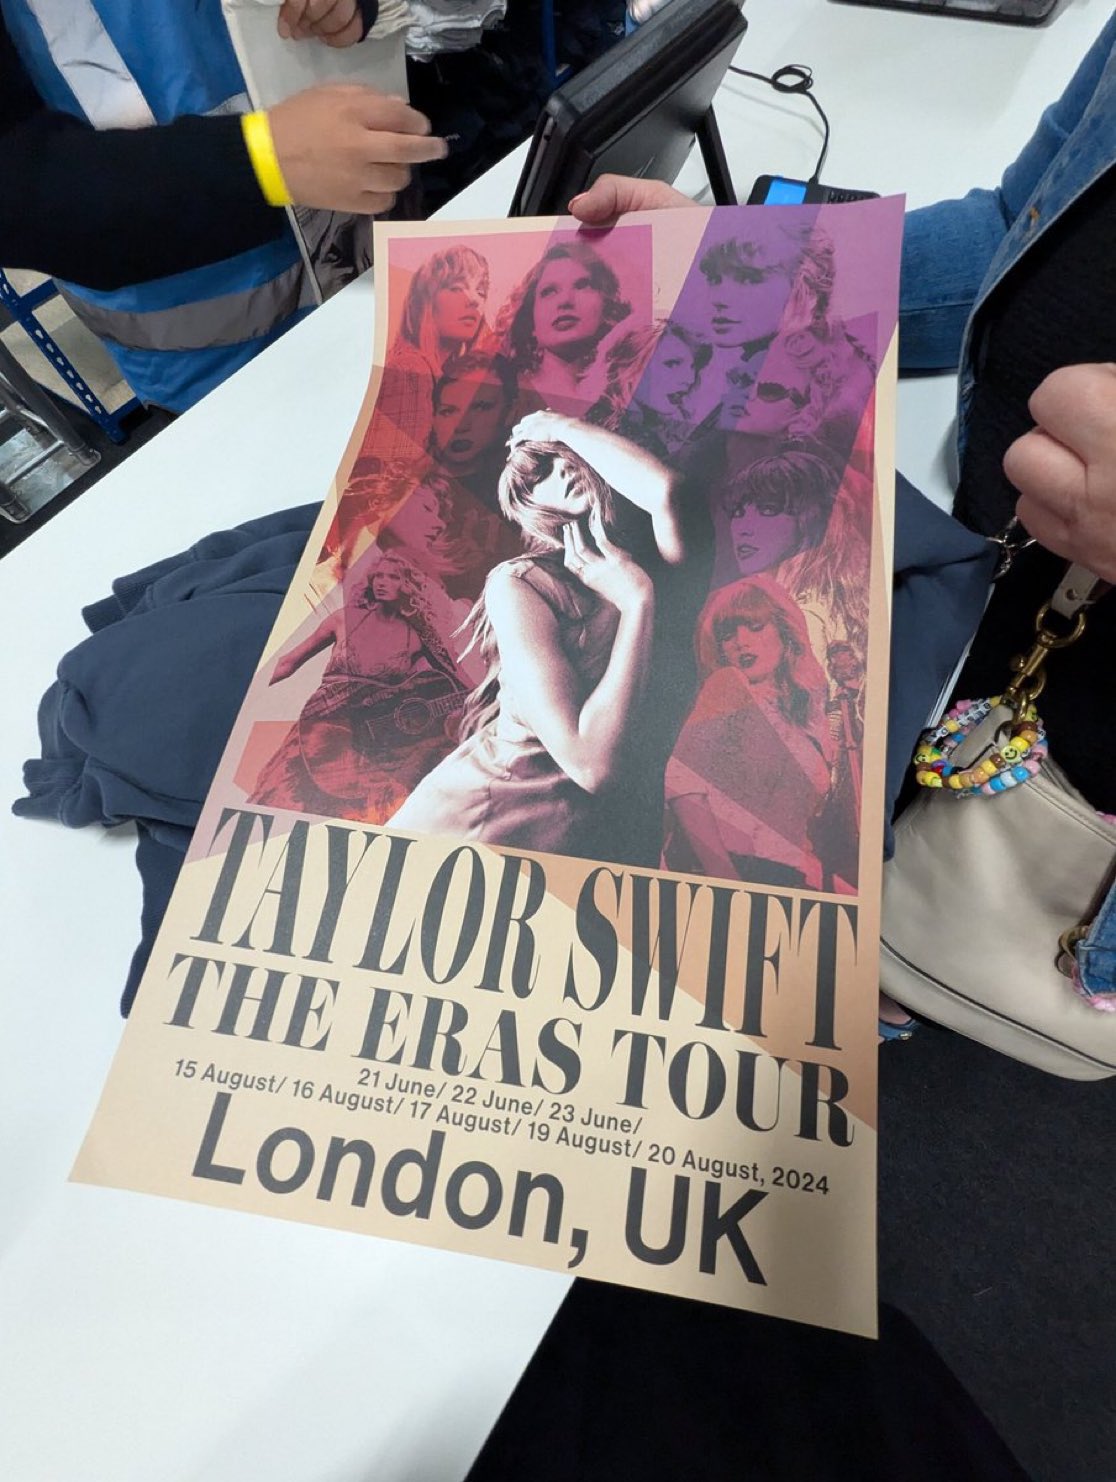 TAYLOR SWIFT
THE ERAS TOUR
21 June/ 22 June/ 23 June/
15 August/ 16 August/ 17 August/ 19 August/ 20 August, 2024
London, UK